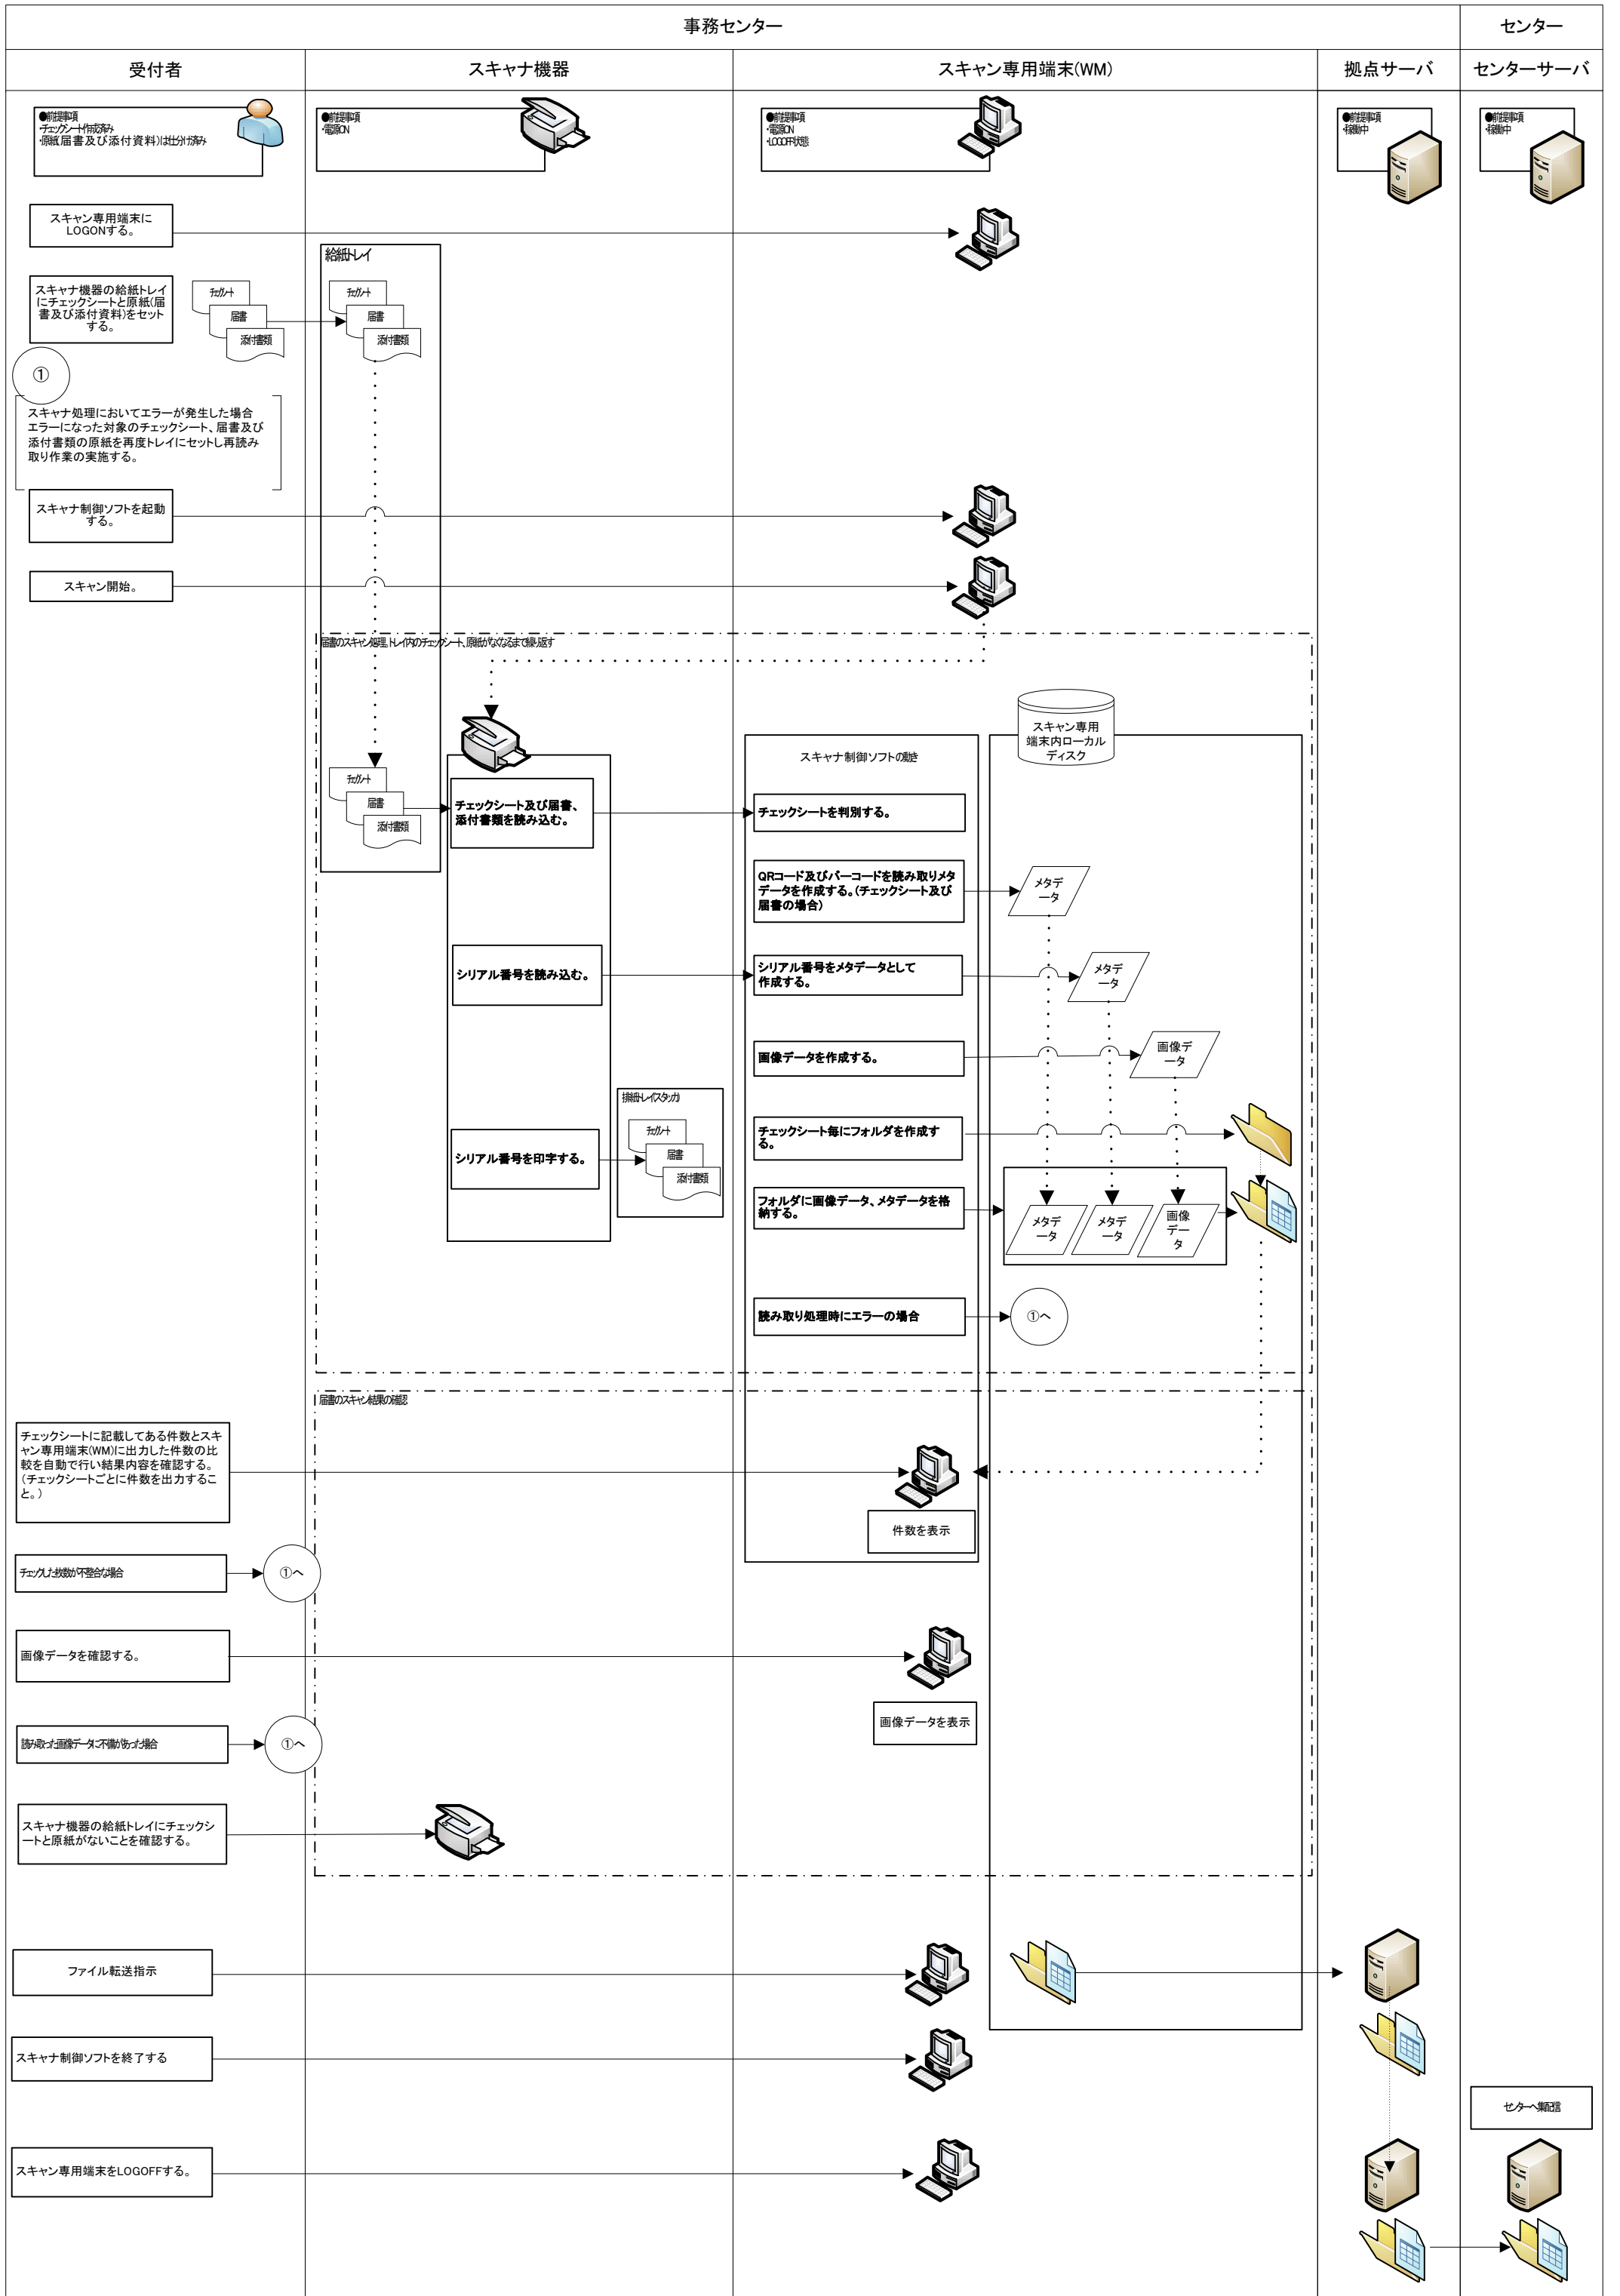 事務センター
センター
受付者
スキャナ機器
スキャン専用端末(WM)
拠点サーバ
センターサーバ
●前提事項
・チェックシート作成済み
・原紙(届書及び添付資料)は仕分け済み
●前提事項
・電源ON
●前提事項
・電源ON
・LOGOFF状態
●前提事項
・稼働中
●前提事項
・稼働中
スキャン専用端末に
LOGONする。
給紙トレイ
スキャナ機器の給紙トレイ
にチェックシートと原紙(届
書及び添付資料)をセット
する。
チェックシート
届書
添付書類
チェックシート
届書
添付書類
①
スキャナ処理においてエラーが発生した場合
エラーになった対象のチェックシート、届書及び
添付書類の原紙を再度トレイにセットし再読み
取り作業の実施する。
スキャナ制御ソフトを起動
する。
スキャン開始。
届書のスキャン処理。トレイ内のチェックシート、原紙がなくなるまで繰り返す
スキャン専用
端末内ローカル
ディスク
スキャナ制御ソフトの動き
チェックシート
届書
添付書類
チェックシート及び届書、
添付書類を読み込む。
チェックシートを判別する。
QRコード及びバーコードを読み取りメタ
データを作成する。(チェックシート及び
届書の場合)
メタデ
ータ
シリアル番号を読み込む。
シリアル番号をメタデータとして
作成する。
メタデ
ータ
画像データを作成する。
画像デ
ータ
排紙トレイ(スタッカ)
チェックシート
届書
添付書類
シリアル番号を印字する。
チェックシート毎にフォルダを作成す
る。
フォルダに画像データ、メタデータを格
納する。
メタデ
ータ
メタデ
ータ
画像
デー
タ
読み取り処理時にエラーの場合
①へ
届書のスキャン結果の確認
チェックシートに記載してある件数とスキ
ャン専用端末(WM)に出力した件数の比
較を自動で行い結果内容を確認する。
(チェックシートごとに件数を出力するこ
と。)
件数を表示
チェックした枚数が不整合な場合
①へ
画像データを確認する。
画像データを表示
読み取った画像データに不備があった場合
①へ
スキャナ機器の給紙トレイにチェックシ
ートと原紙がないことを確認する。
ファイル転送指示
スキャナ制御ソフトを終了する
センターへ集配信
スキャン専用端末をLOGOFFする。